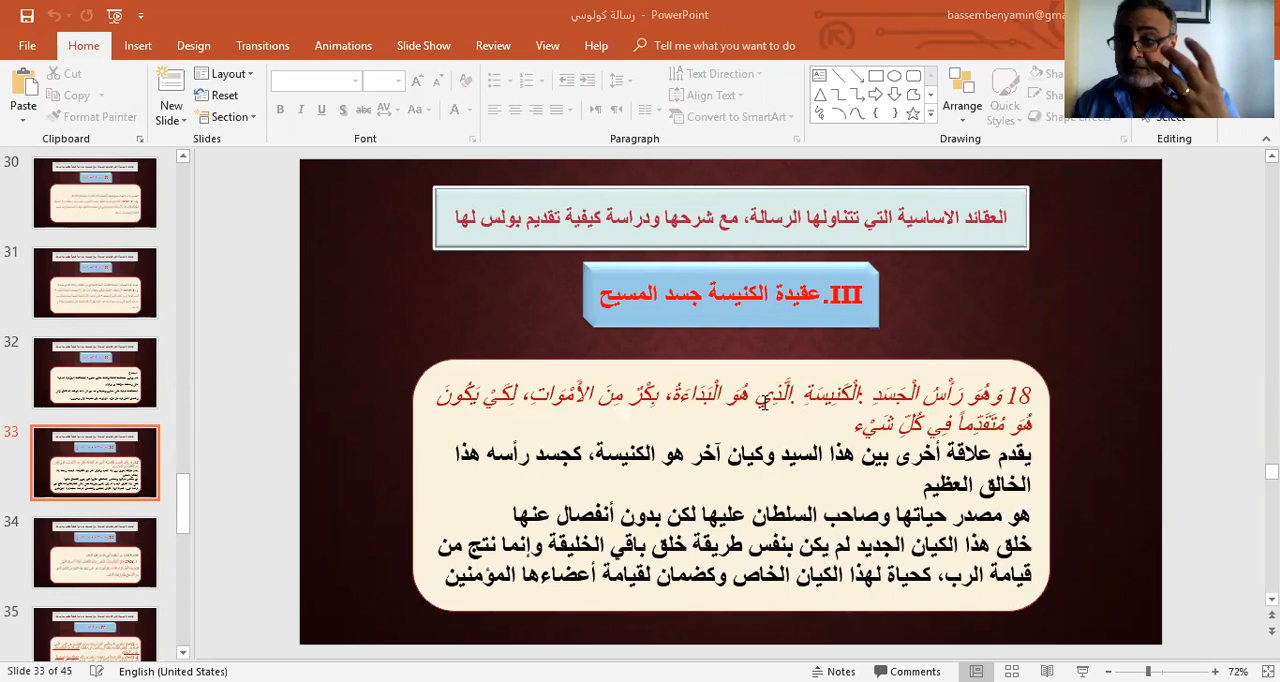 رسالة كولوسي - PowerPoint
bassembenyamin@gma
File Home Insert Design Transitions Animations Slide Show Review View Help Tell me what you want to do
Paste
Cut
Copy
Format Painter
Clipboard
New Slide
Layout
Reset
Section
Slides
Font
Text Direction
Align Text
Convert to SmartArt
Paragraph
Arrange
Quick Styles
Drawing
Editing
30
31
32
33
34
35
العقائد الاساسية التي تتناولها الرسالة، مع شرحها ودراسة كيفية تقديم بولس لها
III.عقيدة الكنيسة جسد المسيح
18 وَهُوَ رَأْسُ الْجَسَدِ: الْكَنِيسَةِ. الَّذِي هُوَ الْبَدَاءَةُ، بِكْرٌ مِنَ الأَمْوَاتِ، لِكَيْ يَكُونَ
هُوَ مُتَقَدِّماً فِي كُلِّ شَيْءٍ
يقدم علاقة أخرى بين هذا السيد وكيان آخر هو الكنيسة، كجسد رأسه هذا
الخالق العظيم
هو مصدر حياتها وصاحب السلطان عليها لكن بدون أنفصال عنها
خلق هذا الكيان الجديد لم يكن بنفس طريقة خلق باقي الخليقة وإنما نتج من
قيامة الرب، كحياة لهذا الكيان الخاص وكضمان لقيامة أعضاءها المؤمنين
Slide 33 of 45 English (United States) Notes Comments 72%